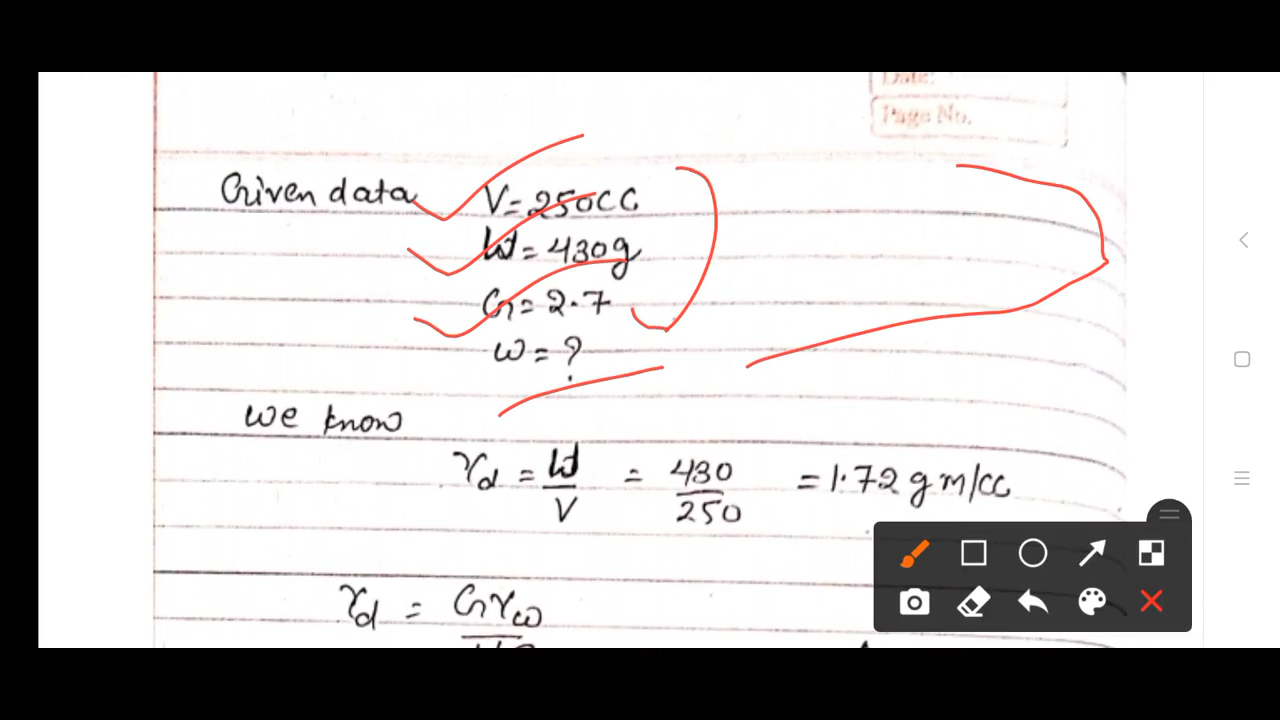 Date:
Page No.
Given data V=250CC
W=430g
G=2.7
w=?
We know
γd = W/V = 430/250 = 1.72 gm/cc
γd = Gγω